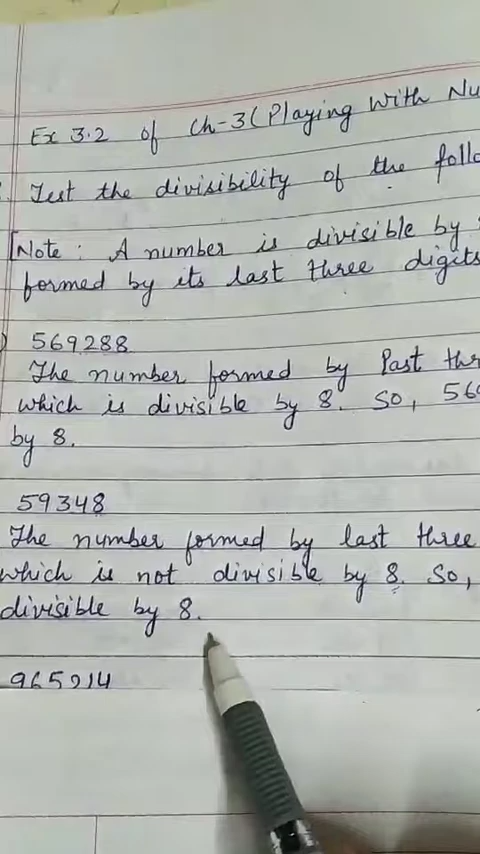 Ex 3.2 of Ch-3 (Playing with Nu
Test the divisibility of the follo
[Note: A number is divisible by
formed by its last three digits
) 569288
The number formed by Past thr
which is divisible by 8. So, 569
by 8.
59348
The number formed by last three
which is not divisible by 8. So,
divisible by 8.
965214